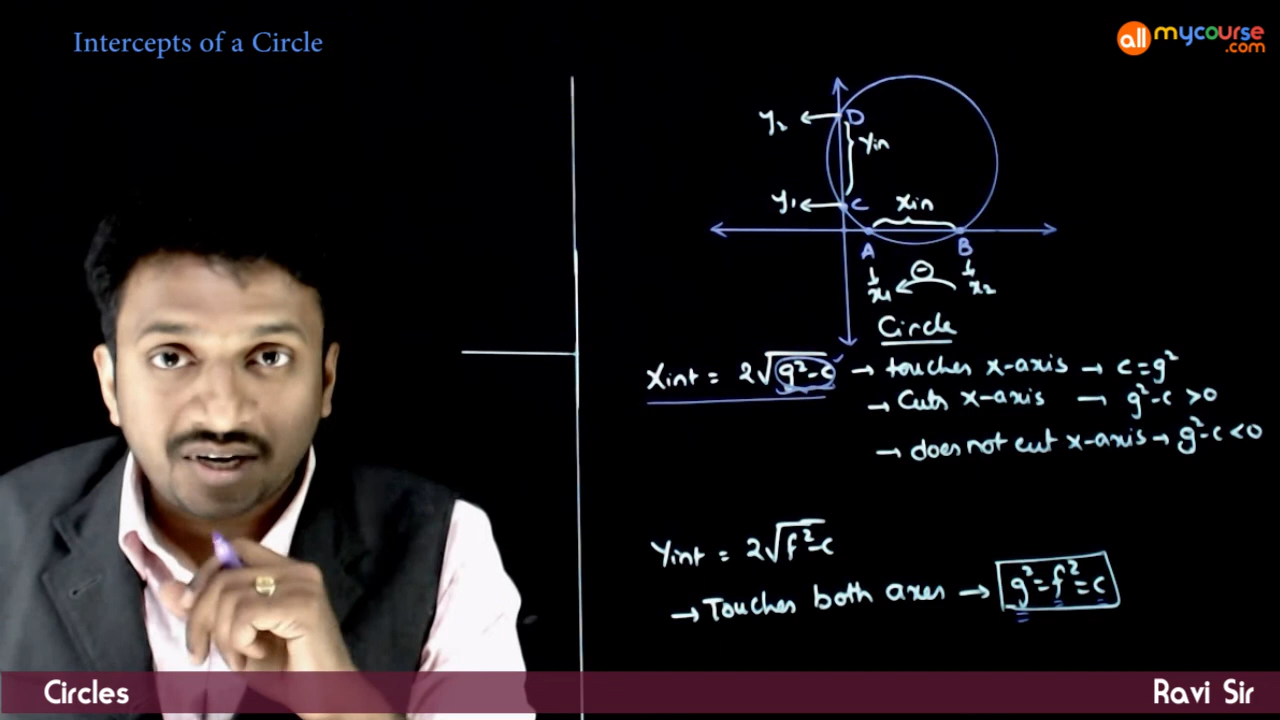 Intercepts of a Circle
all mycourse
.com
y₂
D
Yin
y₁
C
xin
A
B
x₁
⊖
x₂
Circle
Xint = 2√g²-c → touches x-axis → c=g²
→ Cuts x-axis — g²-c >0
→ does not cut x-axis → g²-c <0
Yint = 2√f²-c
→ Touches both axes → g²=f²=c
Circles
Ravi Sir